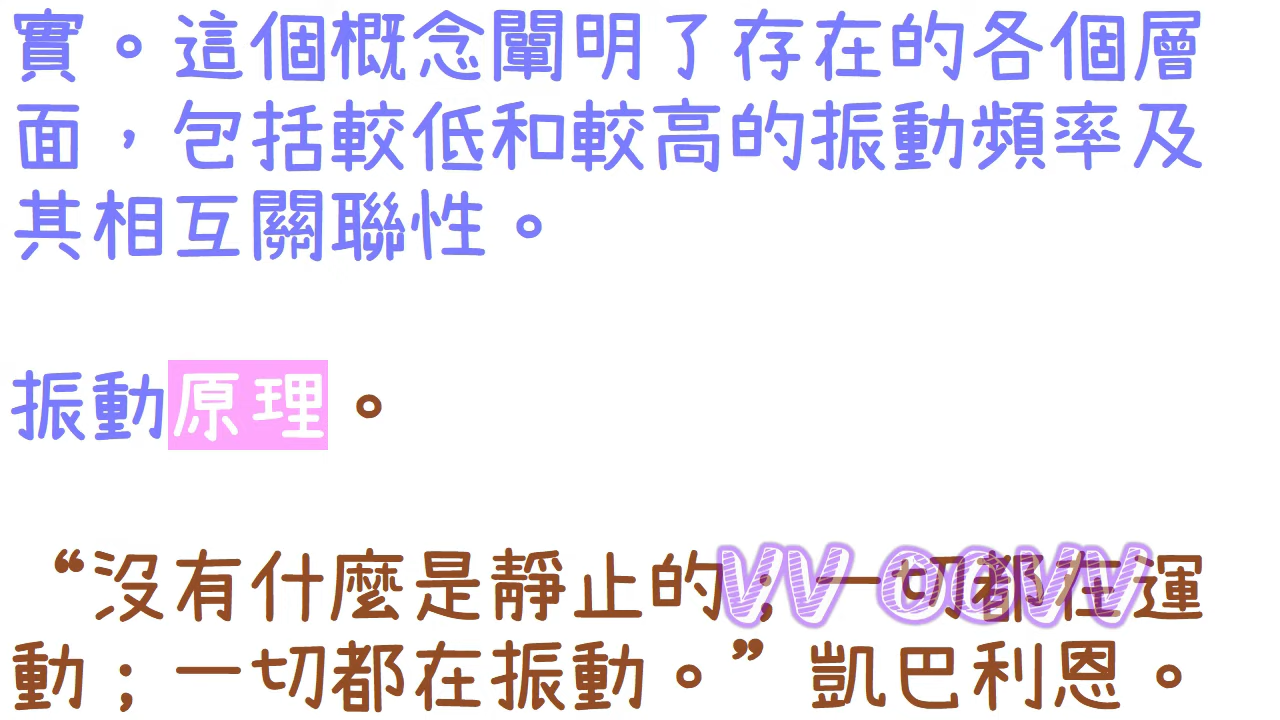 實。這個概念闡明了存在的各個層
面，包括較低和較高的振動頻率及
其相互關聯性。
振動原理。
“沒有什麼是靜止的；一切都在運
動；一切都在振動。”凱巴利恩。
VV OOVV